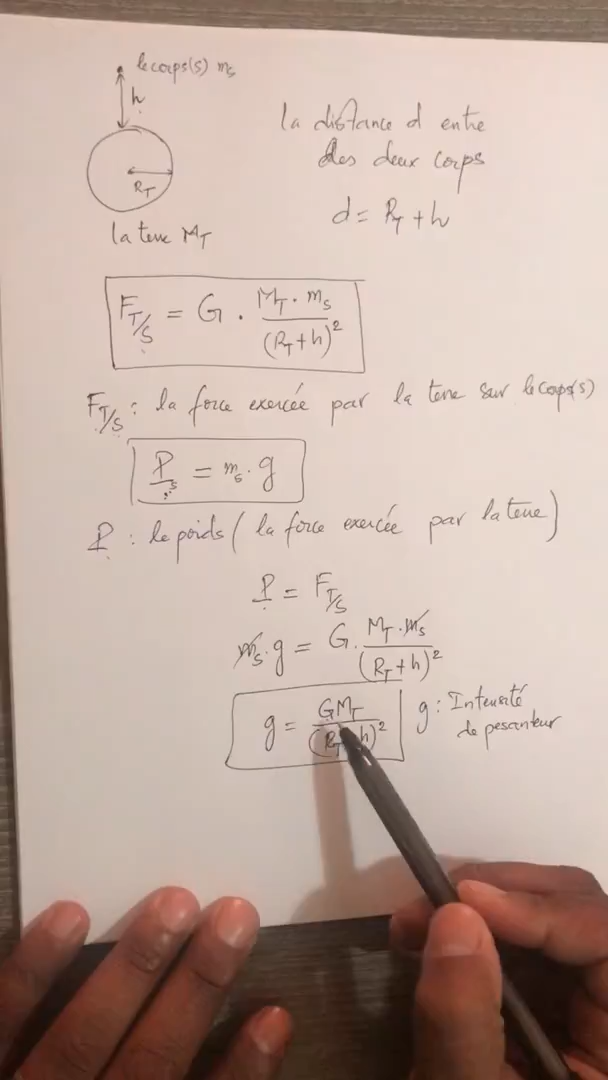 le corps(s) ms
h
RT
la terre MT
la distance d entre
des deux corps
d = RT + h
FT/S = G . MT . ms / (RT + h)²
FT/S : la force exercée par la terre sur le corps(s)
Ps = ms . g
P : le poids ( la force exercée par la terre )
P = FT/S
ms . g = G . MT . ms / (RT + h)²
g = GMT / (RT + h)²
g : Intensité
de pesanteur